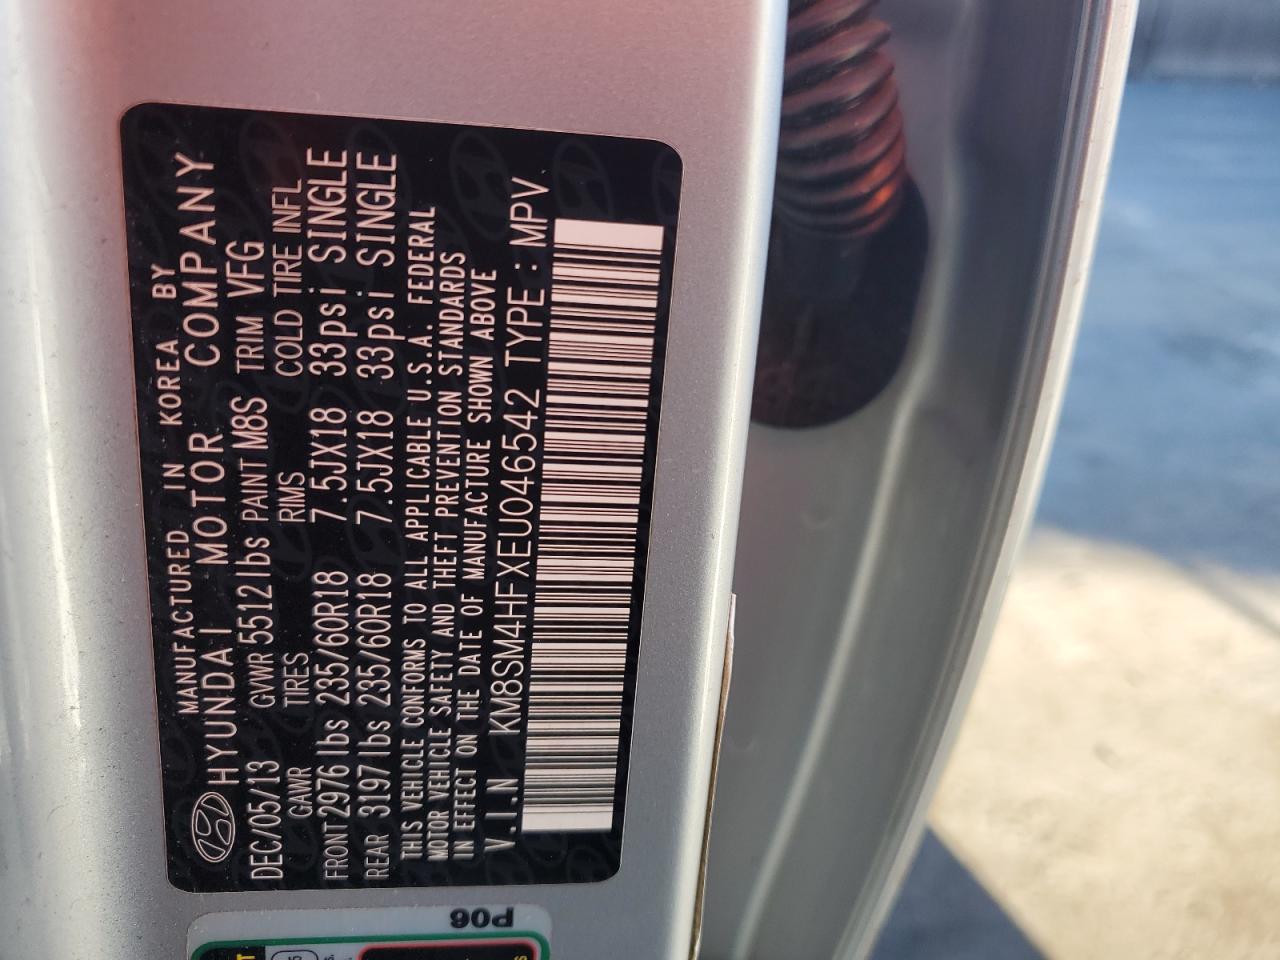 MANUFACTURED IN KOREA BY
HYUNDAI MOTOR COMPANY
DEC/05/13 GVWR 5512lbs PAINT M8S TRIM VFG
GAWR TIRES RIMS COLD TIRE INFL
FRONT 2976lbs 235/60R18 7.5JX18 33psi SINGLE
REAR 3197lbs 235/60R18 7.5JX18 33psi SINGLE
THIS VEHICLE CONFORMS TO ALL APPLICABLE U.S.A. FEDERAL
MOTOR VEHICLE SAFETY AND THEFT PREVENTION STANDARDS
IN EFFECT ON THE DATE OF MANUFACTURE SHOWN ABOVE
V.I.N KM8SM4HFXEU046542 TYPE: MPV
P06